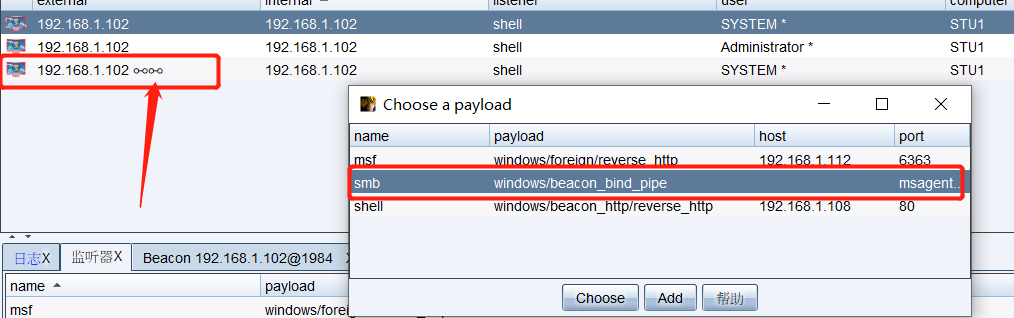 external internal listener user computer
192.168.1.102 192.168.1.102 shell SYSTEM * STU1
192.168.1.102 192.168.1.102 shell Administrator * STU1
192.168.1.102 192.168.1.102 shell SYSTEM * STU1
Choose a payload
name payload host port
msf windows/foreign/reverse_http 192.168.1.112 6363
smb windows/beacon_bind_pipe msagent..
shell windows/beacon_http/reverse_http 192.168.1.108 80
Choose Add 帮助
日志X 监听器X Beacon 192.168.1.102@1984
name payload
msf windows/forei